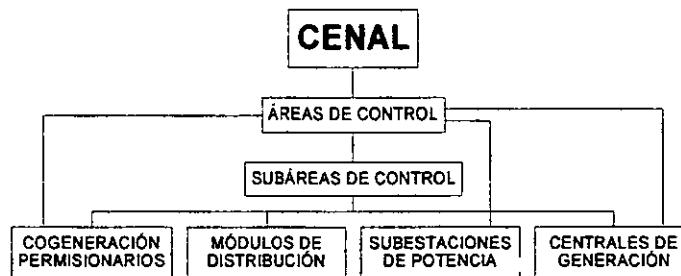 CENAL
ÁREAS DE CONTROL
SUBÁREAS DE CONTROL
COGENERACIÓN
PERMISIONARIOS
MÓDULOS DE
DISTRIBUCIÓN
SUBESTACIONES
DE POTENCIA
CENTRALES DE
GENERACIÓN